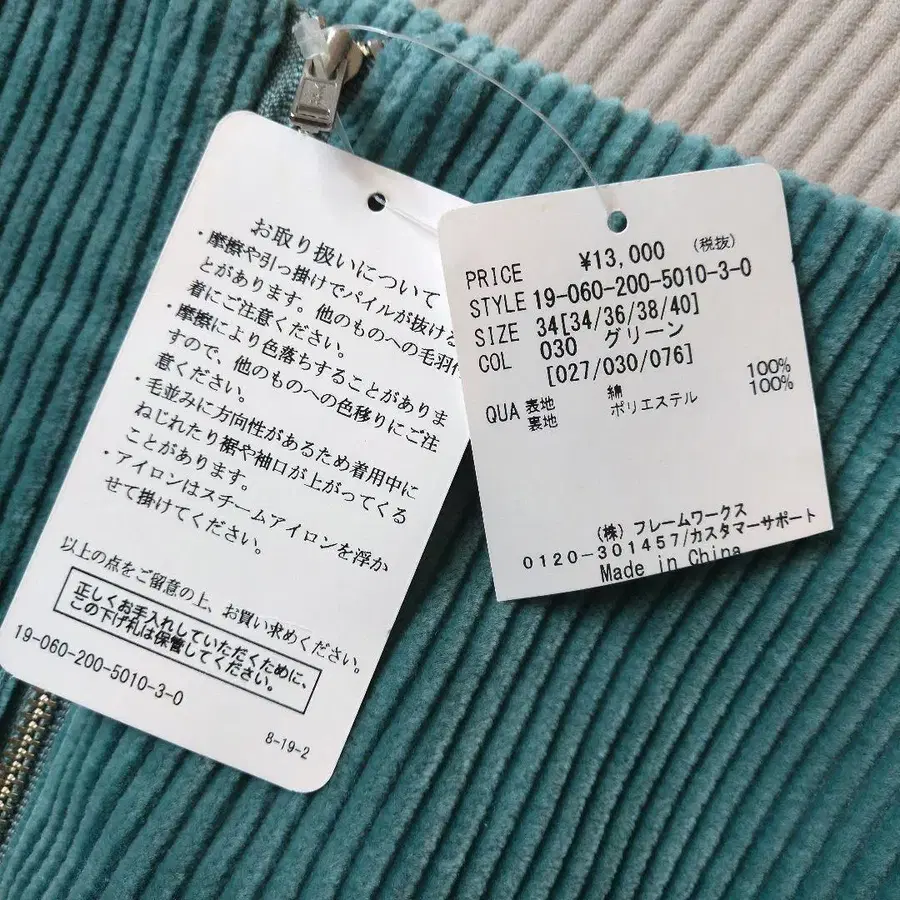 お取り扱いについて
・摩擦や引っ掛けでパイルが抜ける
とがあります。他のものへの毛羽付
着にご注意ください。
・摩擦により色落ちすることがありま
すので、他のものへの色移りにご注
意ください。
・毛並みに方向性があるため着用中に
ねじれたり裾や袖口が上がってくる
ことがあります。
・アイロンはスチームアイロンを浮か
せて掛けてください。
以上の点をご留意の上、お買い求めください。
正しくお手入れしていただくために、
この下げ札は保管してください。
19-060-200-5010-3-0
8-19-2
PRICE ¥13,000 (税抜)
STYLE 19-060-200-5010-3-0
SIZE 34[34/36/38/40]
COL 030 グリーン
[027/030/076]
QUA 表地 綿 100%
裏地 ポリエステル 100%
(株) フレームワークス
0120-301457/カスタマーサポート
Made in China